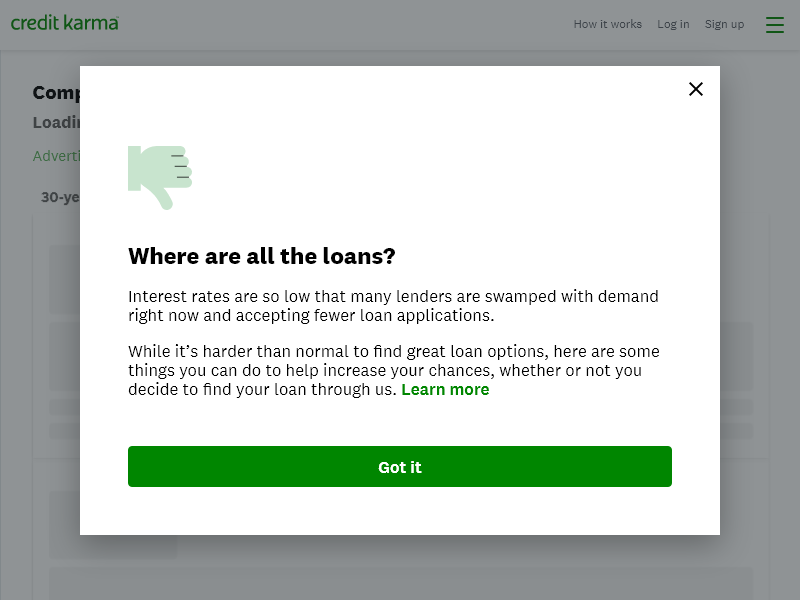 credit karma
How it works Log in Sign up
Comp
Loadin
Adverti
30-ye
Where are all the loans?
Interest rates are so low that many lenders are swamped with demand
right now and accepting fewer loan applications.
While it’s harder than normal to find great loan options, here are some
things you can do to help increase your chances, whether or not you
decide to find your loan through us. Learn more
Got it